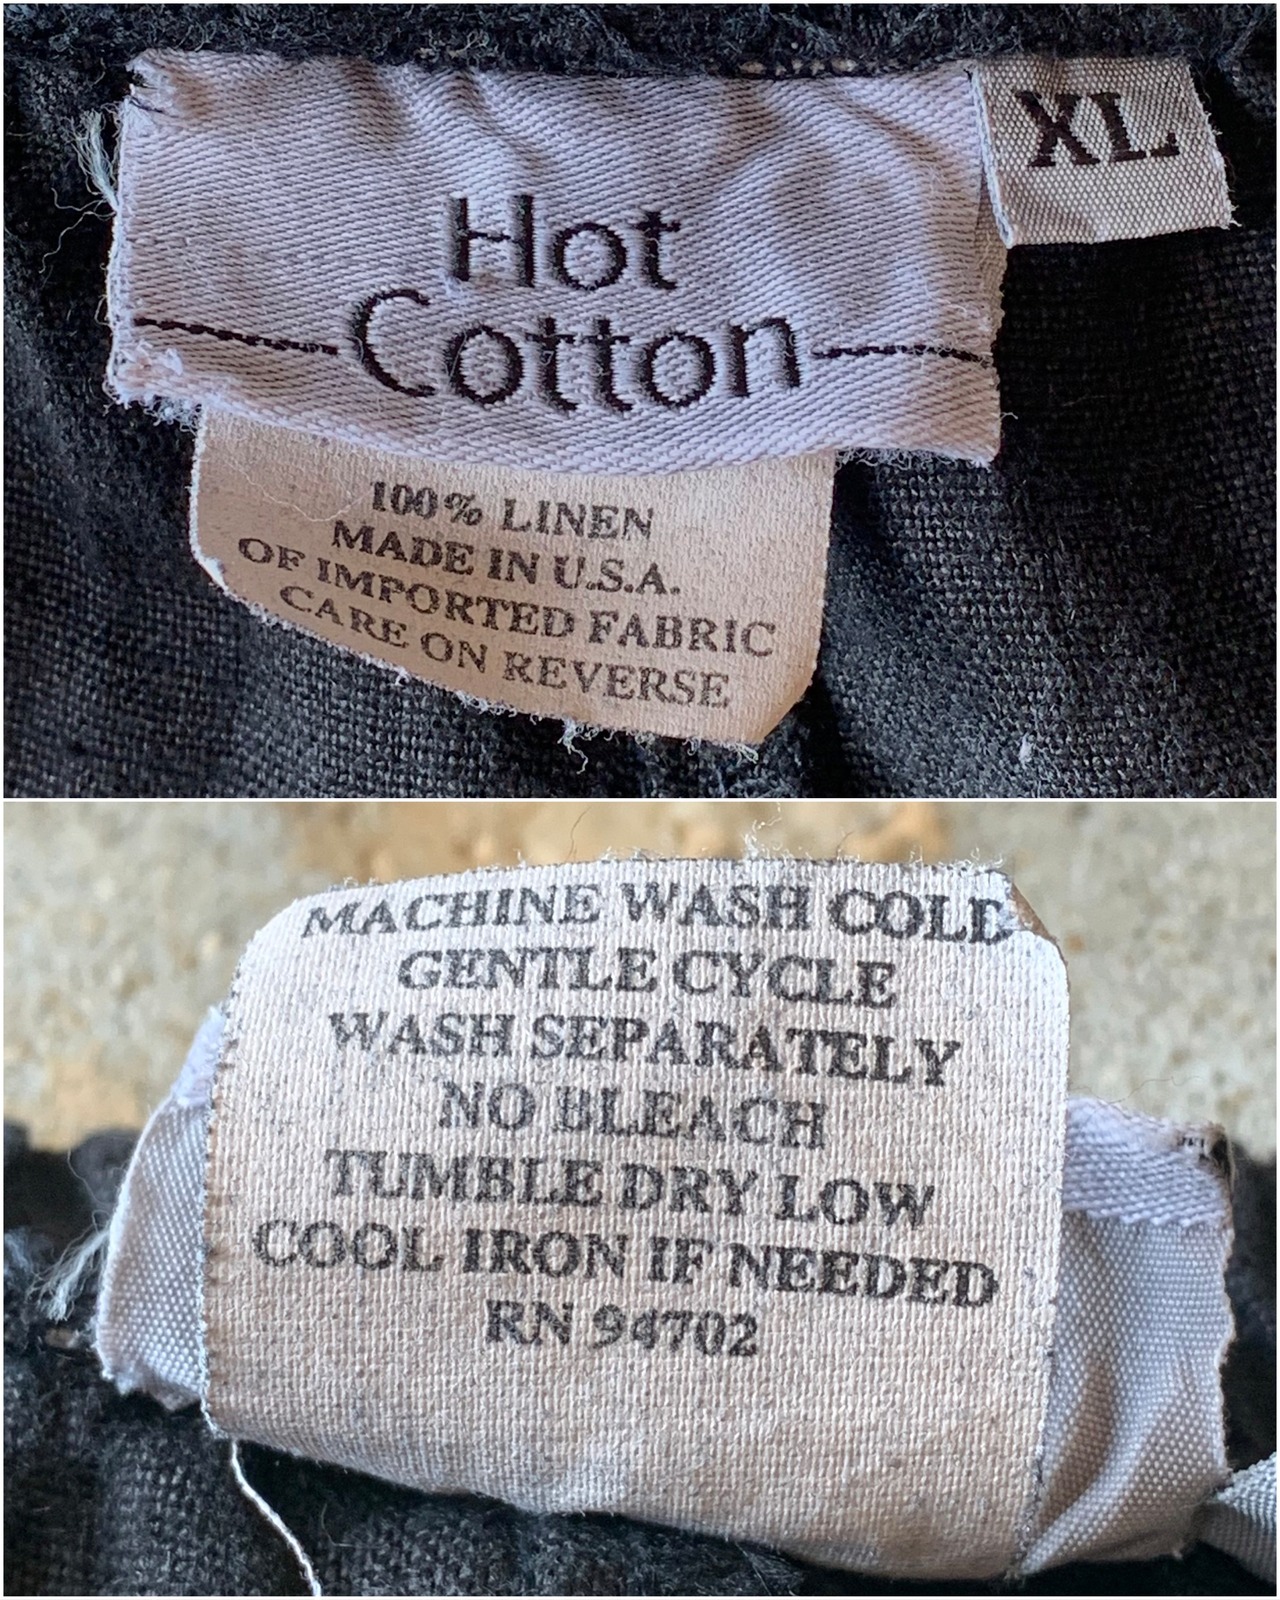 XL
Hot
Cotton
100% LINEN
MADE IN U.S.A.
OF IMPORTED FABRIC
CARE ON REVERSE
MACHINE WASH COLD
GENTLE CYCLE
WASH SEPARATELY
NO BLEACH
TUMBLE DRY LOW
COOL IRON IF NEEDED
RN 94702